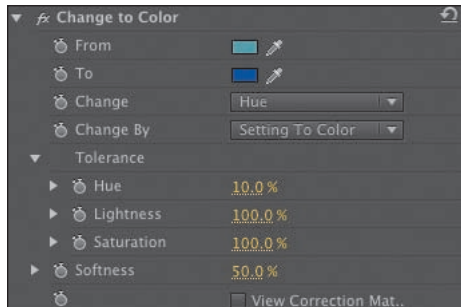 fx Change to Color
From
To
Change Hue
Change By Setting To Color
Tolerance
Hue 10.0 %
Lightness 100.0 %
Saturation 100.0 %
Softness 50.0 %
View Correction Mat..